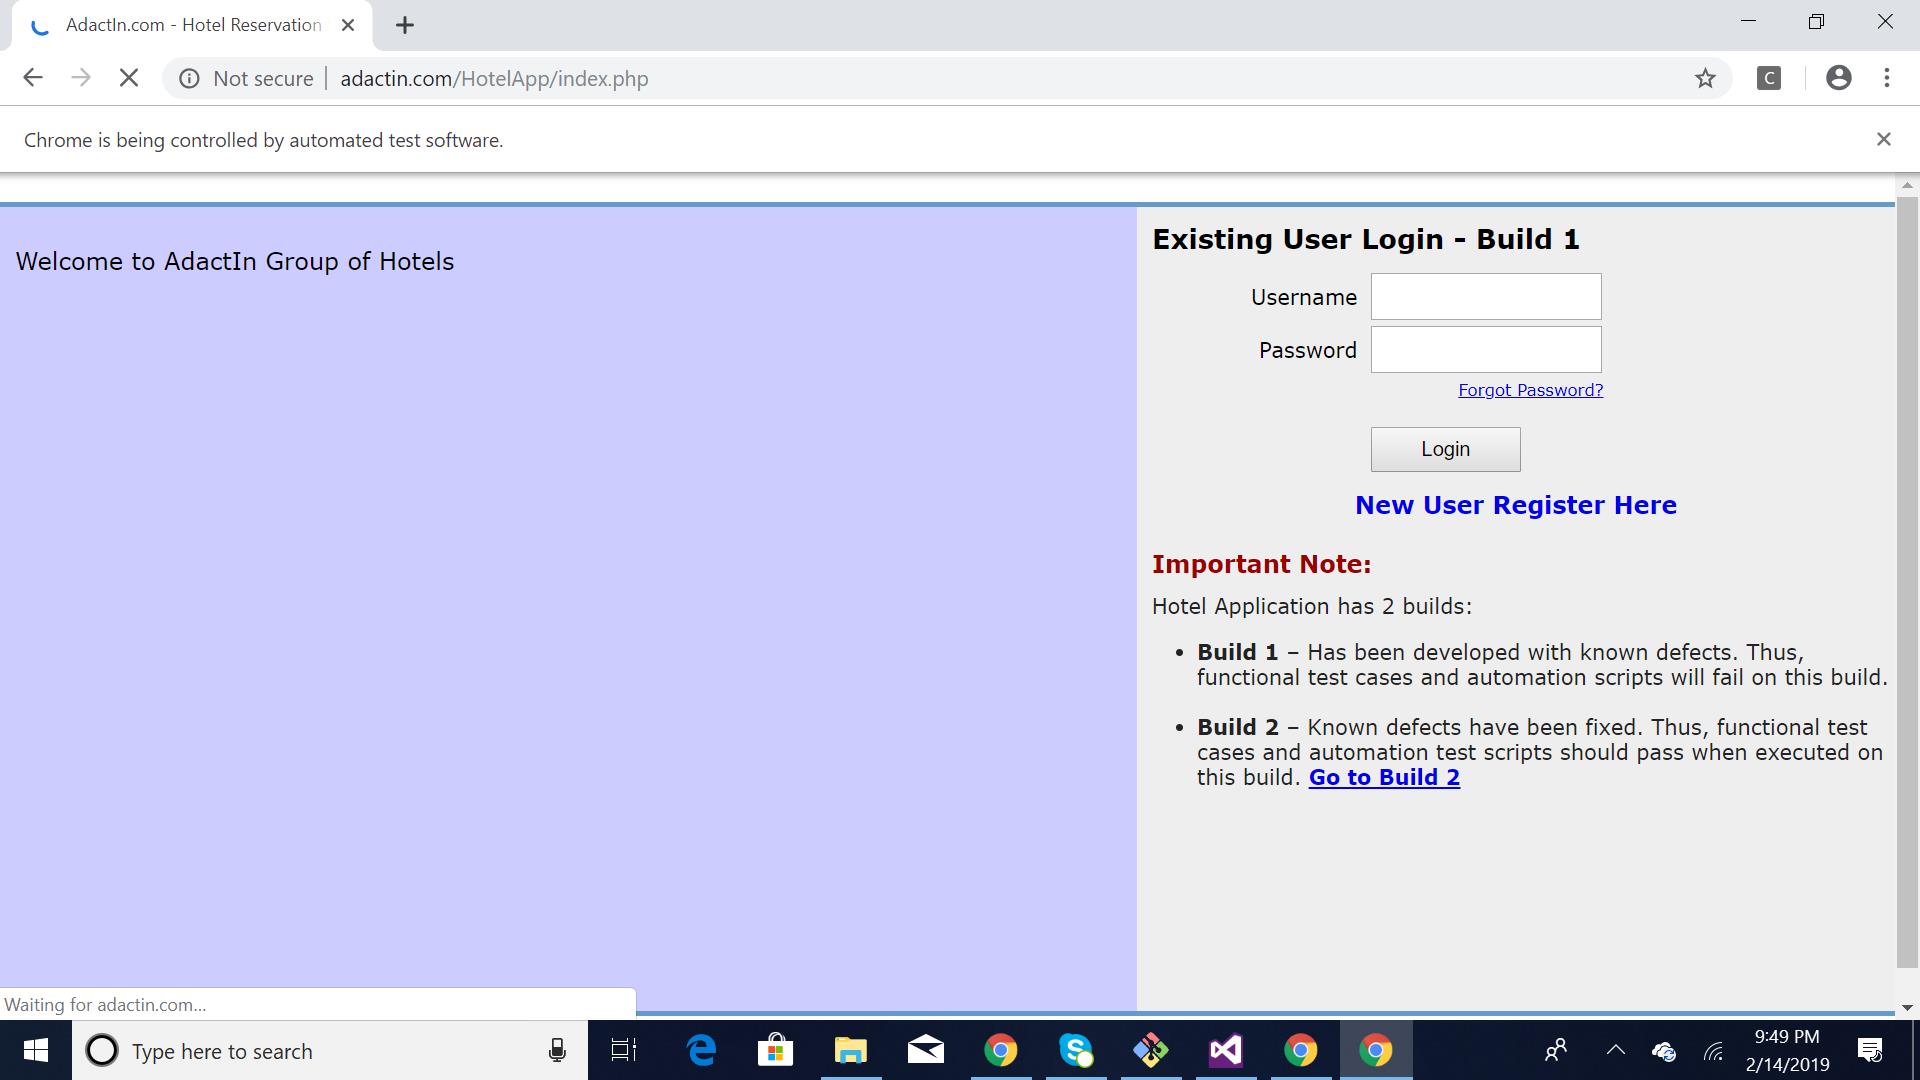 AdactIn.com - Hotel Reservation
Not secure
adactin.com/HotelApp/index.php
C
Chrome is being controlled by automated test software.
Welcome to AdactIn Group of Hotels
Existing User Login - Build 1
Username
Password
Forgot Password?
Login
New User Register Here
Important Note:
Hotel Application has 2 builds:
Build 1 – Has been developed with known defects. Thus,
functional test cases and automation scripts will fail on this build.
Build 2 – Known defects have been fixed. Thus, functional test
cases and automation test scripts should pass when executed on
this build. Go to Build 2
Waiting for adactin.com...
Type here to search
9:49 PM
2/14/2019